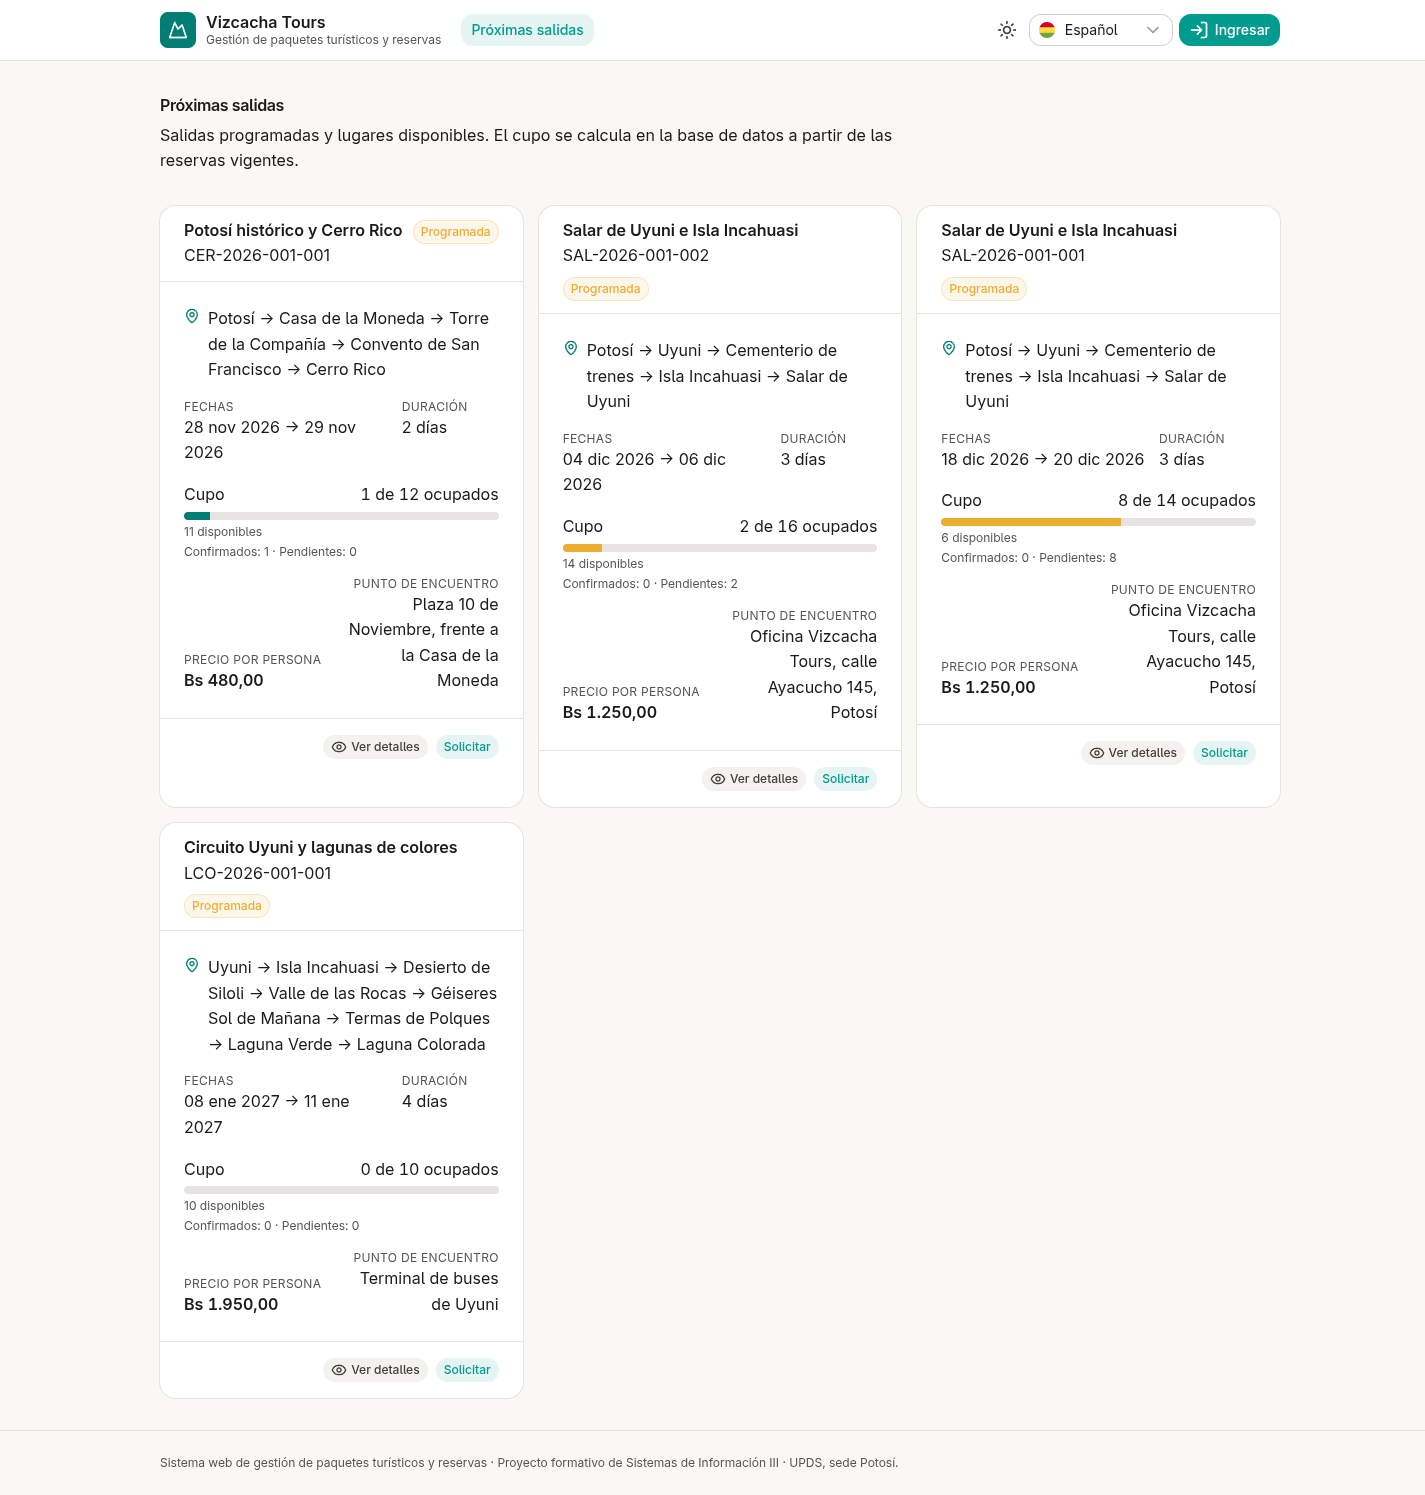 Vizcacha Tours
Gestión de paquetes turísticos y reservas
Próximas salidas
Español
Ingresar
Próximas salidas
Salidas programadas y lugares disponibles. El cupo se calcula en la base de datos a partir de las
reservas vigentes.
Potosí histórico y Cerro Rico
Programada
CER-2026-001-001
Potosí → Casa de la Moneda → Torre
de la Compañía → Convento de San
Francisco → Cerro Rico
FECHAS
DURACIÓN
28 nov 2026 → 29 nov
2026
2 días
Cupo
1 de 12 ocupados
11 disponibles
Confirmados: 1 · Pendientes: 0
PRECIO POR PERSONA
Bs 480,00
PUNTO DE ENCUENTRO
Plaza 10 de
Noviembre, frente a
la Casa de la
Moneda
Ver detalles
Solicitar
Salar de Uyuni e Isla Incahuasi
SAL-2026-001-002
Programada
Potosí → Uyuni → Cementerio de
trenes → Isla Incahuasi → Salar de
Uyuni
FECHAS
DURACIÓN
04 dic 2026 → 06 dic
2026
3 días
Cupo
2 de 16 ocupados
14 disponibles
Confirmados: 0 · Pendientes: 2
PRECIO POR PERSONA
Bs 1.250,00
PUNTO DE ENCUENTRO
Oficina Vizcacha
Tours, calle
Ayacucho 145,
Potosí
Ver detalles
Solicitar
Salar de Uyuni e Isla Incahuasi
SAL-2026-001-001
Programada
Potosí → Uyuni → Cementerio de
trenes → Isla Incahuasi → Salar de
Uyuni
FECHAS
DURACIÓN
18 dic 2026 → 20 dic 2026
3 días
Cupo
8 de 14 ocupados
6 disponibles
Confirmados: 0 · Pendientes: 8
PRECIO POR PERSONA
Bs 1.250,00
PUNTO DE ENCUENTRO
Oficina Vizcacha
Tours, calle
Ayacucho 145,
Potosí
Ver detalles
Solicitar
Circuito Uyuni y lagunas de colores
LCO-2026-001-001
Programada
Uyuni → Isla Incahuasi → Desierto de
Siloli → Valle de las Rocas → Géiseres
Sol de Mañana → Termas de Polques
→ Laguna Verde → Laguna Colorada
FECHAS
DURACIÓN
08 ene 2027 → 11 ene
2027
4 días
Cupo
0 de 10 ocupados
10 disponibles
Confirmados: 0 · Pendientes: 0
PRECIO POR PERSONA
Bs 1.950,00
PUNTO DE ENCUENTRO
Terminal de buses
de Uyuni
Ver detalles
Solicitar
Sistema web de gestión de paquetes turísticos y reservas · Proyecto formativo de Sistemas de Información III · UPDS, sede Potosí.